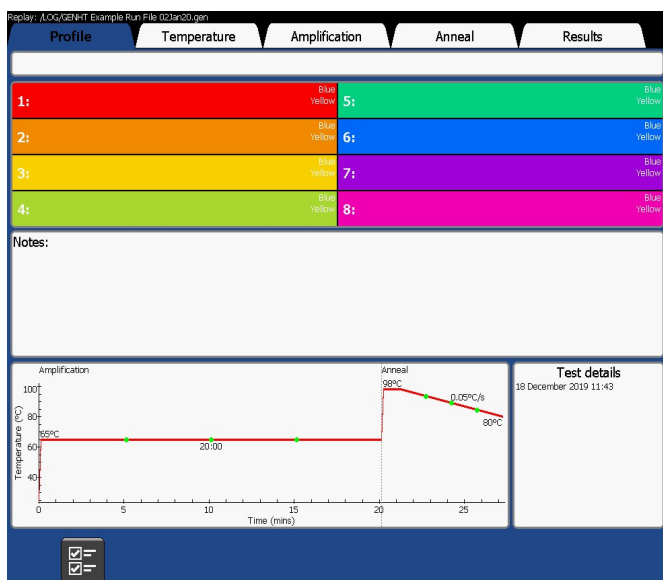 Replay: /LOG/GENHT Example Run File 02Jan20.gen
Profile Temperature Amplification Anneal Results
1: Blue Yellow
5: Blue Yellow
2: Blue Yellow
6: Blue Yellow
3: Blue Yellow
7: Blue Yellow
4: Blue Yellow
8: Blue Yellow
Notes:
Amplification
Anneal
98ºC
0.05ºC/s
80ºC
65ºC
20:00
Temperature (ºC)
100
80
60
40
0 5 10 15 20 25
Time (mins)
Test details
18 December 2019 11:43